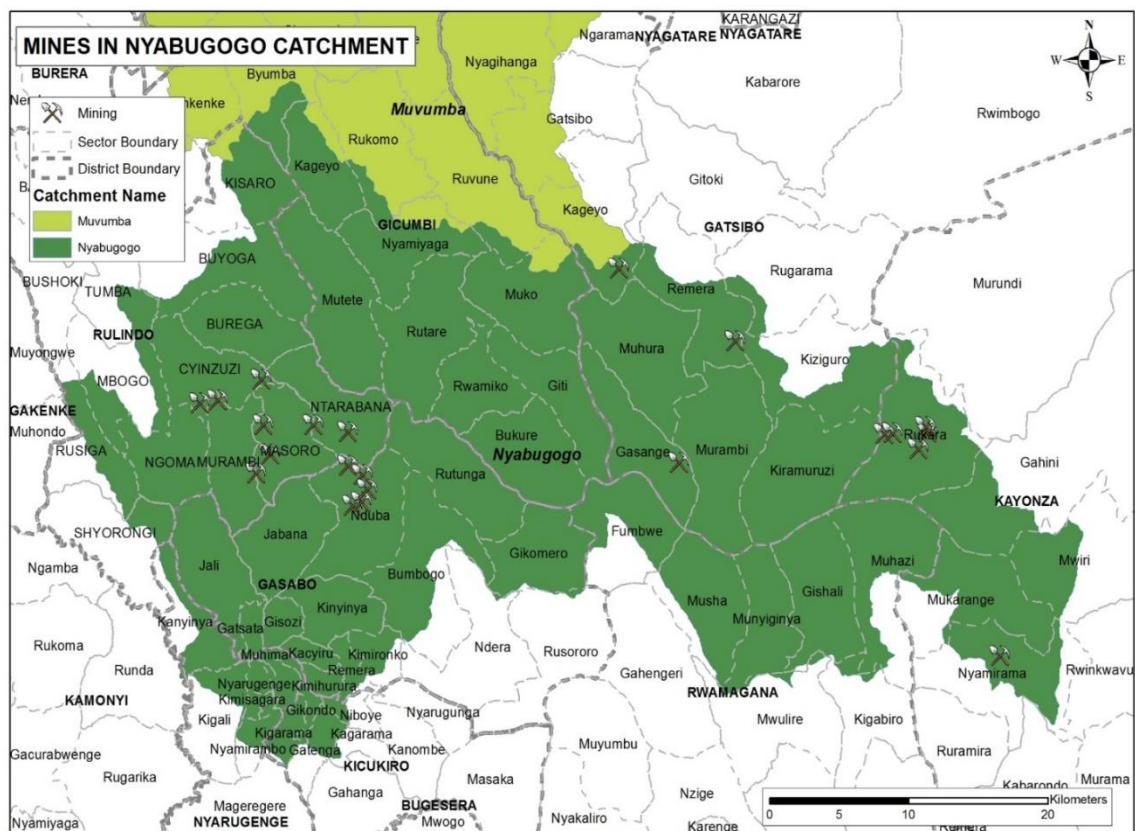 MINES IN NYABUGOGO CATCHMENT
Mining
Sector Boundary
District Boundary
Catchment Name
Muvumba
Nyabugogo
N
W E
S
KARANGAZI
Ngarama NYAGATARE NYAGATARE
BURERA
Byumba
Nyagihanga
Kabarore
Muvumba
Gatsibo
Rwimbogo
Rukomo
Kageyo
Ruvune
Gitoki
KISARO
Kageyo
GICUMBI
GATSIBO
Nyamiyaga
BUYOGA
Rugarama
BUSHOKI
TUMBA
Remera
Murundi
Mutete
Muko
BUREGA
Rutare
RULINDO
Muhura
Muyongwe
Kiziguro
CYINZUZI
MBOGO
Rwamiko
Giti
GAKENKE
NTARABANA
Muhondo
Bukure
Rukara
RUSIGA
MASORO
Nyabugogo
Gasange
Murambi
NGOMA
MURAMBI
Kiramuruzi
Gahini
Rutunga
KAYONZA
Nduba
SHYORONGI
Jabana
Fumbwe
Gikomero
Muhazi
Mwiri
Ngamba
Jali
Bumbogo
GASABO
Gishali
Musha
Mukarange
Kinyinya
Munyiginya
Kanyinya
Gatsata
Gisozi
Rukoma
Ndera
Rusororo
Muhima
Kacyiru
Kimironko
Runda
Remera
Gahengeri
Nyamirama
Rwinkwavu
Nyarugenge
Kimihurura
RWAMAGANA
KAMONYI
Kimisagara
Gikondo
Niboye
Nyarugunga
Kigali
Mwulire
Kigabiro
Kigarama
Kagarama
Gacurabwenge
Nyamirambo
Gatenga
Kanombe
Muyumbu
Ruramira
KICUKIRO
Rugarika
Masaka
Gahanga
Kabarondo
Murama
Mageregere
BUGESERA
Nzige
Nyamiyaga
NYARUGENGE
Mwogo
Nyakaliro
Karenge
Kilometers
0 5 10 20